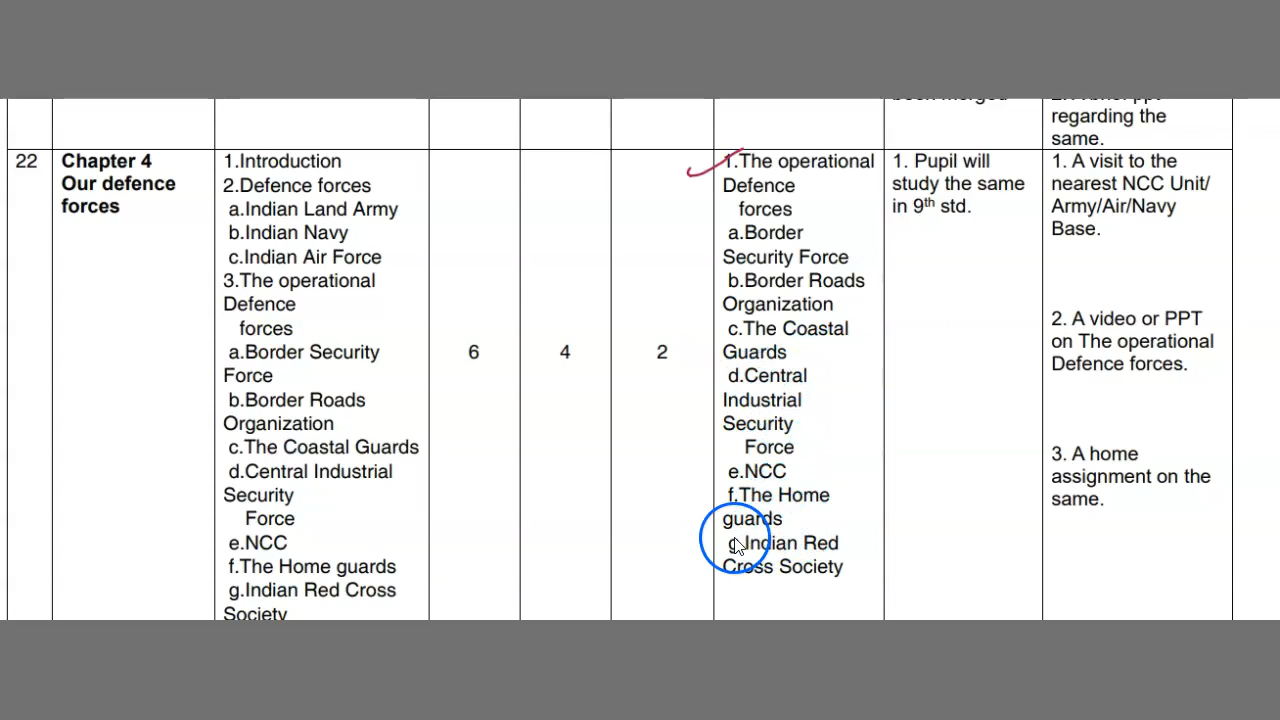 been merged
regarding the
same.
22
Chapter 4
Our defence
forces
1.Introduction
2.Defence forces
a.Indian Land Army
b.Indian Navy
c.Indian Air Force
3.The operational
Defence
forces
a.Border Security
Force
b.Border Roads
Organization
c.The Coastal Guards
d.Central Industrial
Security
Force
e.NCC
f.The Home guards
g.Indian Red Cross
Society
6
4
2
1.The operational
Defence
forces
a.Border
Security Force
b.Border Roads
Organization
c.The Coastal
Guards
d.Central
Industrial
Security
Force
e.NCC
f.The Home
guards
g.Indian Red
Cross Society
1. Pupil will
study the same
in 9th std.
1. A visit to the
nearest NCC Unit/
Army/Air/Navy
Base.
2. A video or PPT
on The operational
Defence forces.
3. A home
assignment on the
same.